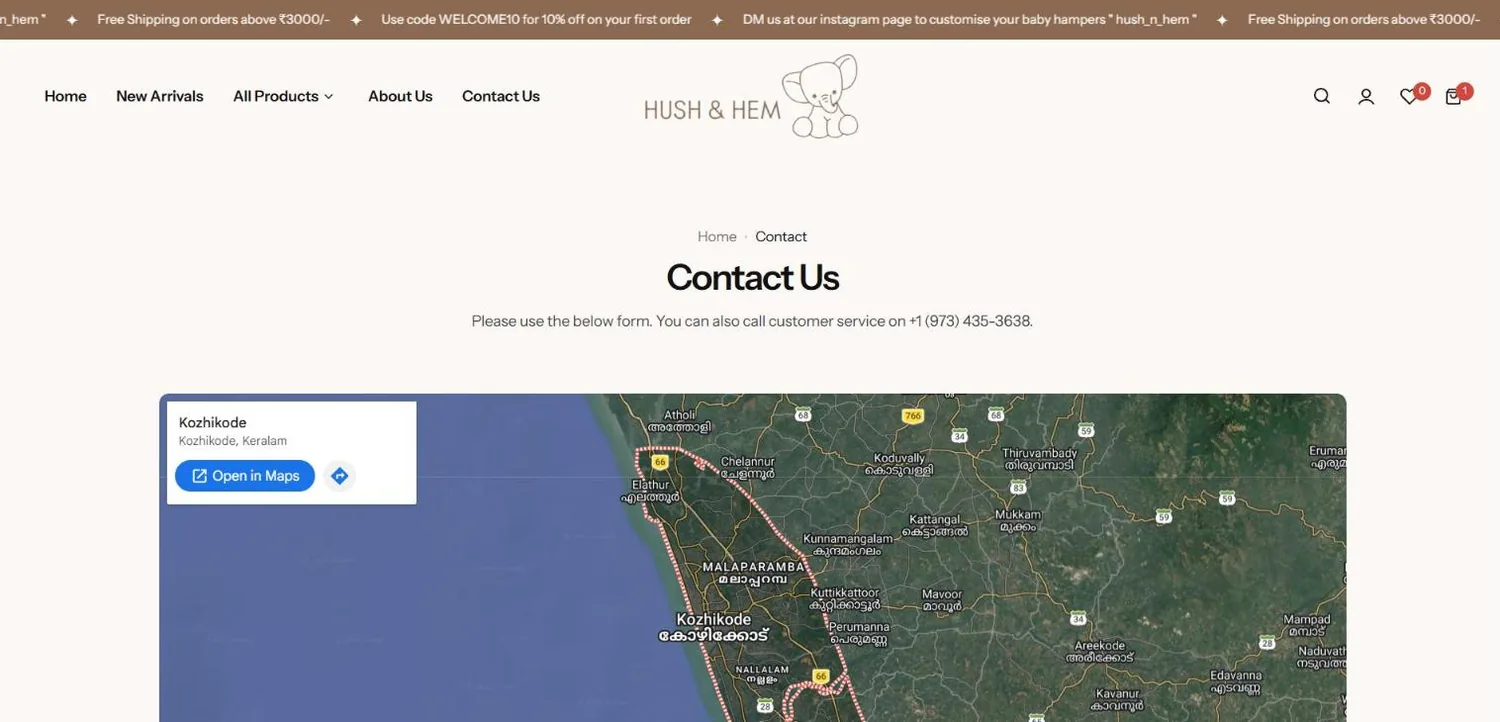 n_hem " ✦ Free Shipping on orders above ₹3000/- ✦ Use code WELCOME10 for 10% off on your first order ✦ DM us at our instagram page to customise your baby hampers " hush_n_hem " ✦ Free Shipping on orders above ₹3000/-
Home New Arrivals All Products About Us Contact Us
HUSH & HEM
0
1
Home · Contact
Contact Us
Please use the below form. You can also call customer service on +1 (973) 435-3638.
Kozhikode
Kozhikode, Keralam
Open in Maps
Atholi
അത്തോളി
68
766
68
34
59
66
Chelannur
ചേളന്നൂർ
Koduvally
കൊടുവള്ളി
Thiruvambady
തിരുവമ്പാടി
Elathur
എലത്തൂർ
83
59
59
Kattangal
കെട്ടാങ്ങൽ
Mukkam
മുക്കം
Kunnamangalam
കുന്ദമംഗലം
MALAPARAMBA
മലാപ്പറമ്പ
Kuttikkattoor
കുറ്റിക്കാട്ടൂർ
Mavoor
മാവൂർ
Kozhikode
കോഴിക്കോട്
Perumanna
പെരുമണ്ണ
34
Mampad
മമ്പാട്
Areekode
അരീക്കോട്
28
NALLALAM
നല്ലളം
66
Edavanna
എടവണ്ണ
Kavanur
കാവനൂർ
28